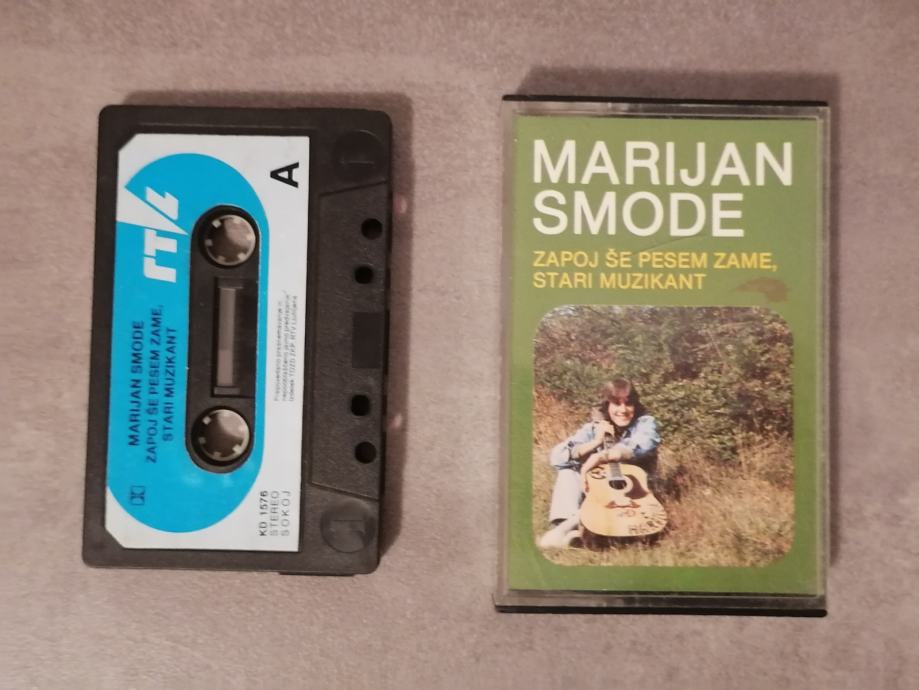 A
RTVL
MARIJAN SMODE
ZAPOJ ŠE PESEM ZAME,
STARI MUZIKANT
KD 1576
STEREO
SOKOJ
MARIJAN
SMODE
ZAPOJ ŠE PESEM ZAME,
STARI MUZIKANT